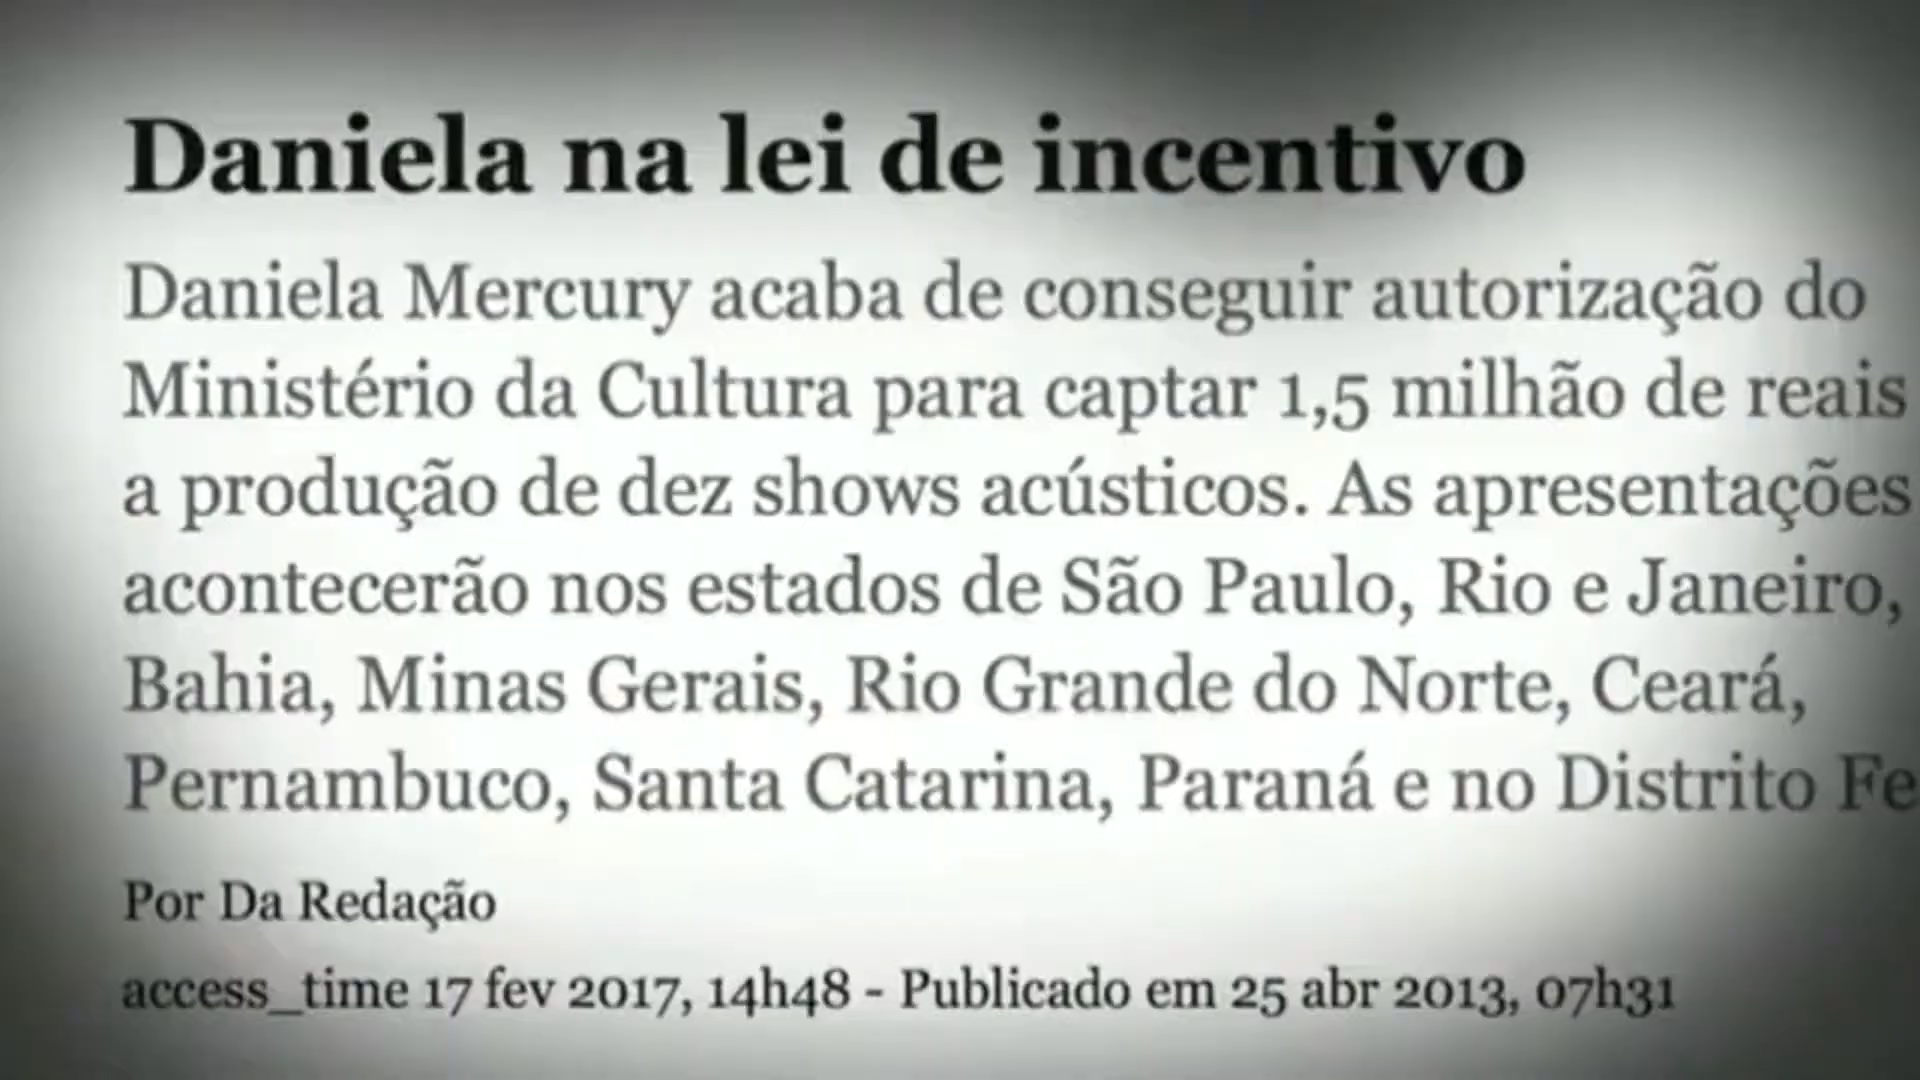 Daniela na lei de incentivo
Daniela Mercury acaba de conseguir autorização do
Ministério da Cultura para captar 1,5 milhão de reais
a produção de dez shows acústicos. As apresentações
acontecerão nos estados de São Paulo, Rio e Janeiro,
Bahia, Minas Gerais, Rio Grande do Norte, Ceará,
Pernambuco, Santa Catarina, Paraná e no Distrito Fe
Por Da Redação
access_time 17 fev 2017, 14h48 - Publicado em 25 abr 2013, 07h31